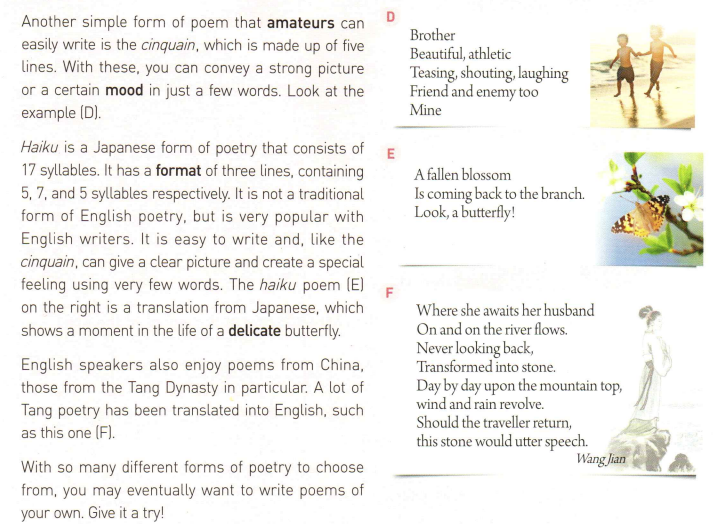 Another simple form of poem that amateurs can
easily write is the cinquain, which is made up of five
lines. With these, you can convey a strong picture
or a certain mood in just a few words. Look at the
example (D).
Haiku is a Japanese form of poetry that consists of
17 syllables. It has a format of three lines, containing
5, 7, and 5 syllables respectively. It is not a traditional
form of English poetry, but is very popular with
English writers. It is easy to write and, like the
cinquain, can give a clear picture and create a special
feeling using very few words. The haiku poem (E)
on the right is a translation from Japanese, which
shows a moment in the life of a delicate butterfly.
English speakers also enjoy poems from China,
those from the Tang Dynasty in particular. A lot of
Tang poetry has been translated into English, such
as this one (F).
With so many different forms of poetry to choose
from, you may eventually want to write poems of
your own. Give it a try!
D
Brother
Beautiful, athletic
Teasing, shouting, laughing
Friend and enemy too
Mine
E
A fallen blossom
Is coming back to the branch.
Look, a butterfly!
F
Where she awaits her husband
On and on the river flows.
Never looking back,
Transformed into stone.
Day by day upon the mountain top,
wind and rain revolve.
Should the traveller return,
this stone would utter speech.
Wang Jian